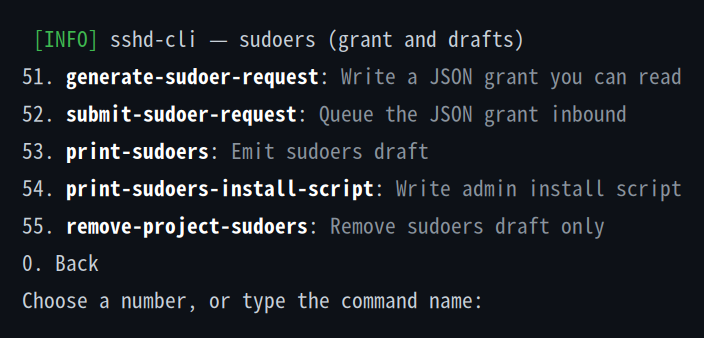 [INFO] sshd-cli — sudoers (grant and drafts)
51. generate-sudoer-request: Write a JSON grant you can read
52. submit-sudoer-request: Queue the JSON grant inbound
53. print-sudoers: Emit sudoers draft
54. print-sudoers-install-script: Write admin install script
55. remove-project-sudoers: Remove sudoers draft only
0. Back
Choose a number, or type the command name: